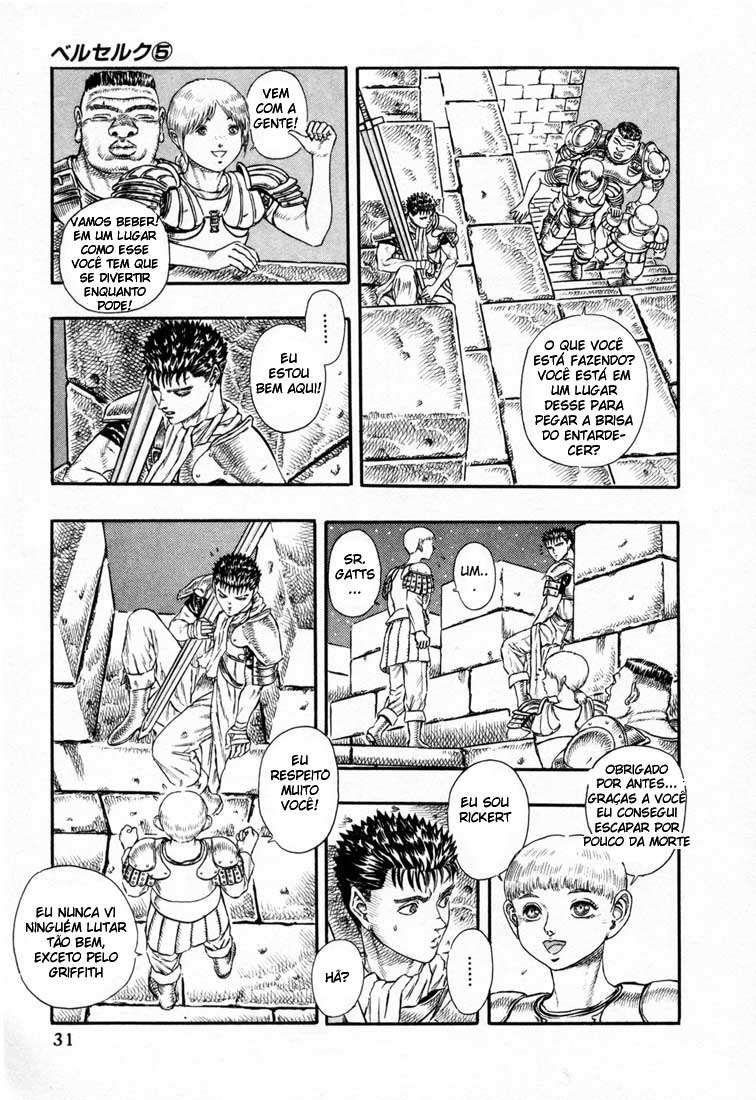 ベルセルク⑤
O QUE VOCÊ
ESTÁ FAZENDO?
VOCÊ ESTÁ EM
UM LUGAR
DESSE PARA
PEGAR A BRISA
DO ENTARDE-
CER?
VEM
COM A
GENTE!
VAMOS BEBER!
EM UM LUGAR
COMO ESSE
VOCÊ TEM QUE
SE DIVERTIR
ENQUANTO
PODE!
........
EU
ESTOU
BEM AQUI!
UM..
SR.
GATTS
...
OBRIGADO
POR ANTES...
GRAÇAS A VOCÊ
EU CONSEGUI
ESCAPAR POR
POUCO DA MORTE
EU SOU
RICKERT
HÃ?
EU
RESPEITO
MUITO
VOCÊ!
EU NUNCA VI
NINGUÉM LUTAR
TÃO BEM,
EXCETO PELO
GRIFFITH
31